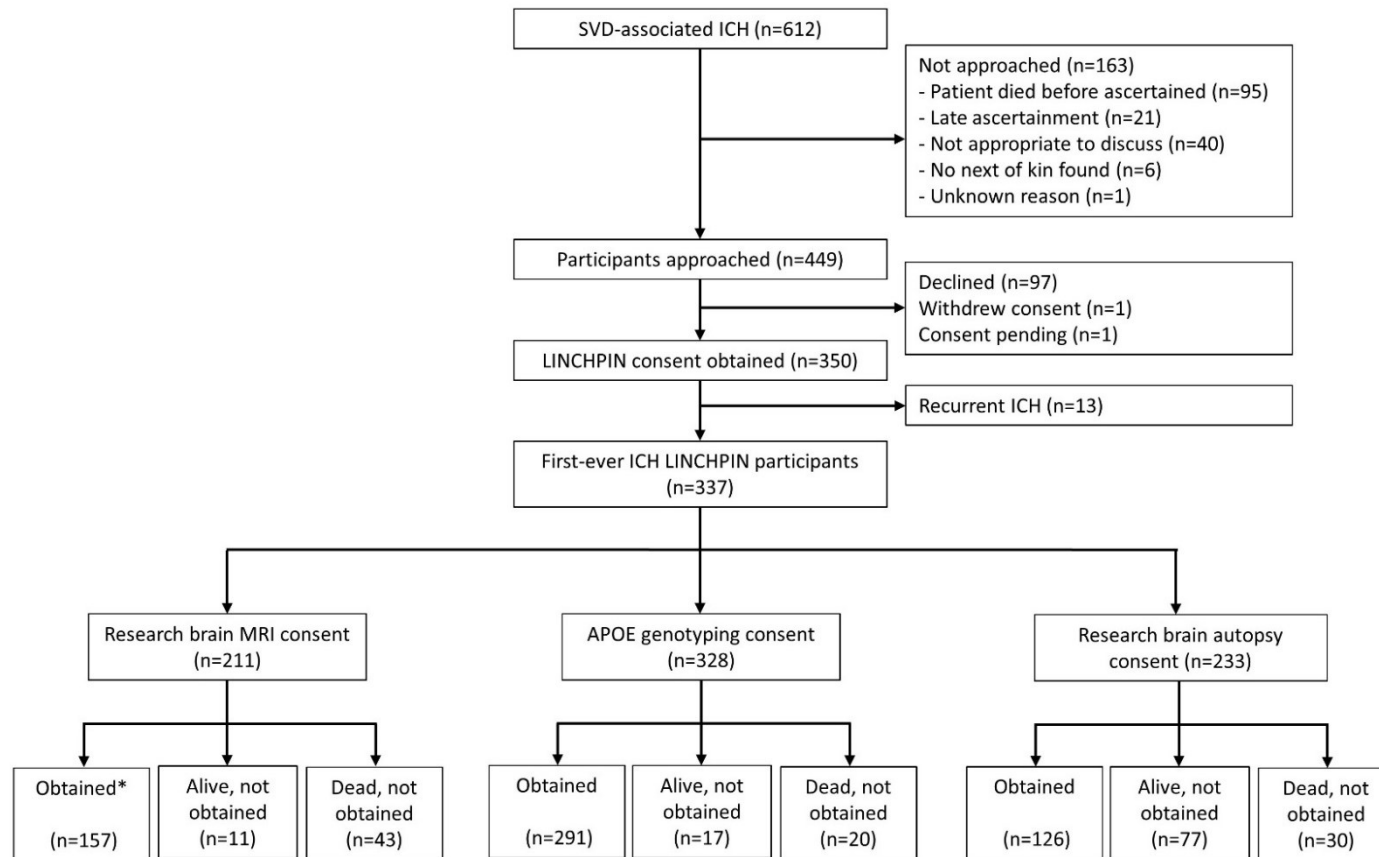 SVD-associated ICH (n=612)
Not approached (n=163)
- Patient died before ascertained (n=95)
- Late ascertainment (n=21)
- Not appropriate to discuss (n=40)
- No next of kin found (n=6)
- Unknown reason (n=1)
Participants approached (n=449)
Declined (n=97)
Withdrew consent (n=1)
Consent pending (n=1)
LINCHPIN consent obtained (n=350)
Recurrent ICH (n=13)
First-ever ICH LINCHPIN participants
(n=337)
Research brain MRI consent
(n=211)
APOE genotyping consent
(n=328)
Research brain autopsy
consent (n=233)
Obtained*
(n=157)
Alive, not
obtained
(n=11)
Dead, not
obtained
(n=43)
Obtained
(n=291)
Alive, not
obtained
(n=17)
Dead, not
obtained
(n=20)
Obtained
(n=126)
Alive, not
obtained
(n=77)
Dead, not
obtained
(n=30)